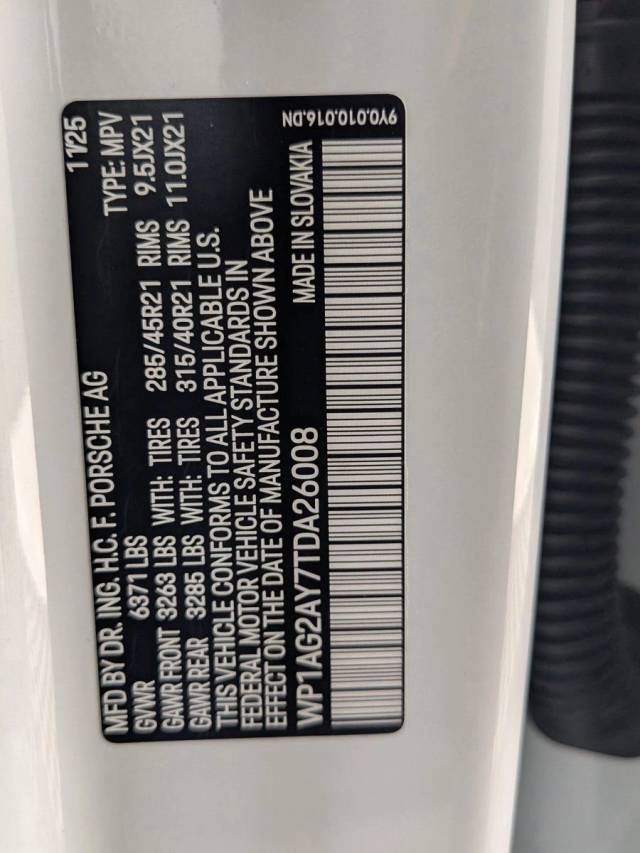 MFD BY DR. ING. H.C. F. PORSCHE AG 11/25
GVWR 6371 LBS TYPE: MPV
GAWR FRONT 3263 LBS WITH: TIRES 285/45R21 RIMS 9.5JX21
GAWR REAR 3285 LBS WITH: TIRES 315/40R21 RIMS 11.0JX21
THIS VEHICLE CONFORMS TO ALL APPLICABLE U.S.
FEDERAL MOTOR VEHICLE SAFETY STANDARDS IN
EFFECT ON THE DATE OF MANUFACTURE SHOWN ABOVE
WP1AG2AY7TDA26008 MADE IN SLOVAKIA
9Y0.010.016.DN